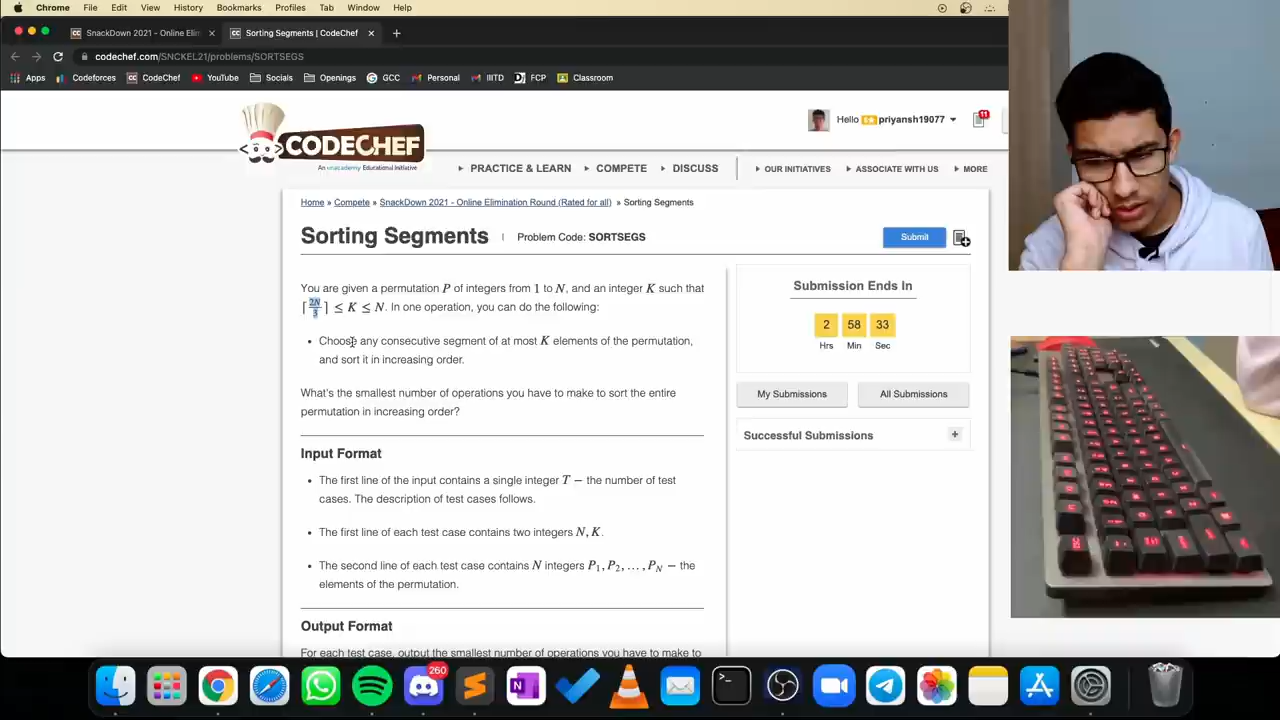 Chrome File Edit View History Bookmarks Profiles Tab Window Help
SnackDown 2021 - Online Elim
Sorting Segments | CodeChef
codechef.com/SNCKEL21/problems/SORTSEGS
Apps Codeforces CodeChef YouTube Socials Openings GCC Personal IIITD FCP Classroom
CODECHEF
An unacademy Educational Initiative
Hello priyansh19077 11
PRACTICE & LEARN COMPETE DISCUSS OUR INITIATIVES ASSOCIATE WITH US MORE
Home » Compete » SnackDown 2021 - Online Elimination Round (Rated for all) » Sorting Segments
Sorting Segments | Problem Code: SORTSEGS
Submit
You are given a permutation P of integers from 1 to N, and an integer K such that
⌈2N/3⌉ ≤ K ≤ N. In one operation, you can do the following:
• Choose any consecutive segment of at most K elements of the permutation,
and sort it in increasing order.
What's the smallest number of operations you have to make to sort the entire
permutation in increasing order?
Input Format
• The first line of the input contains a single integer T — the number of test
cases. The description of test cases follows.
• The first line of each test case contains two integers N, K.
• The second line of each test case contains N integers P1, P2, …, PN — the
elements of the permutation.
Output Format
For each test case, output the smallest number of operations you have to make to
Submission Ends In
2 58 33
Hrs Min Sec
My Submissions All Submissions
Successful Submissions +
260